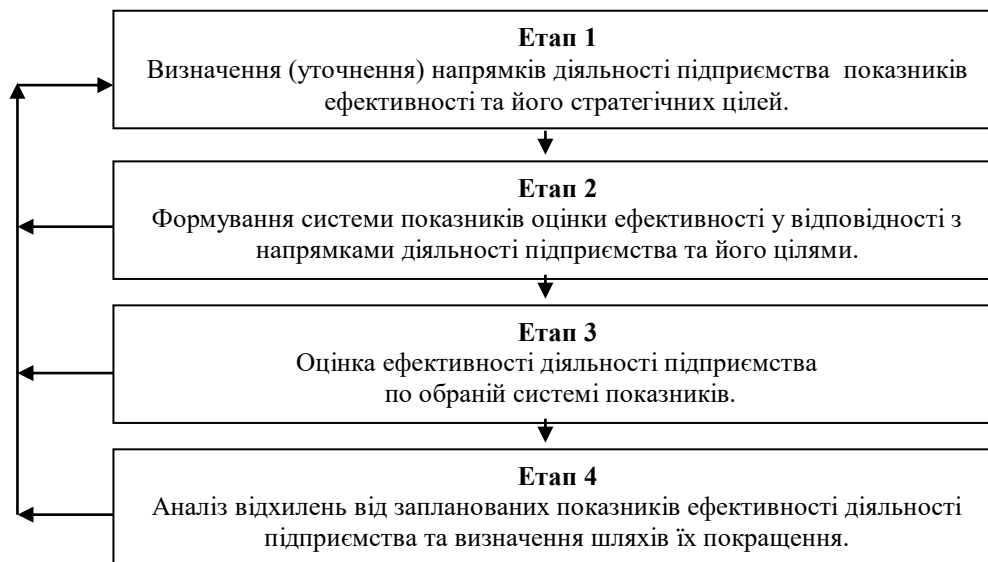 Етап 1
Визначення (уточнення) напрямків діяльності підприємства  показників
ефективності та його стратегічних цілей.
Етап 2
Формування системи показників оцінки ефективності у відповідності з
напрямками діяльності підприємства та його цілями.
Етап 3
Оцінка ефективності діяльності підприємства
по обраній системі показників.
Етап 4
Аналіз відхилень від запланованих показників ефективності діяльності
підприємства та визначення шляхів їх покращення.